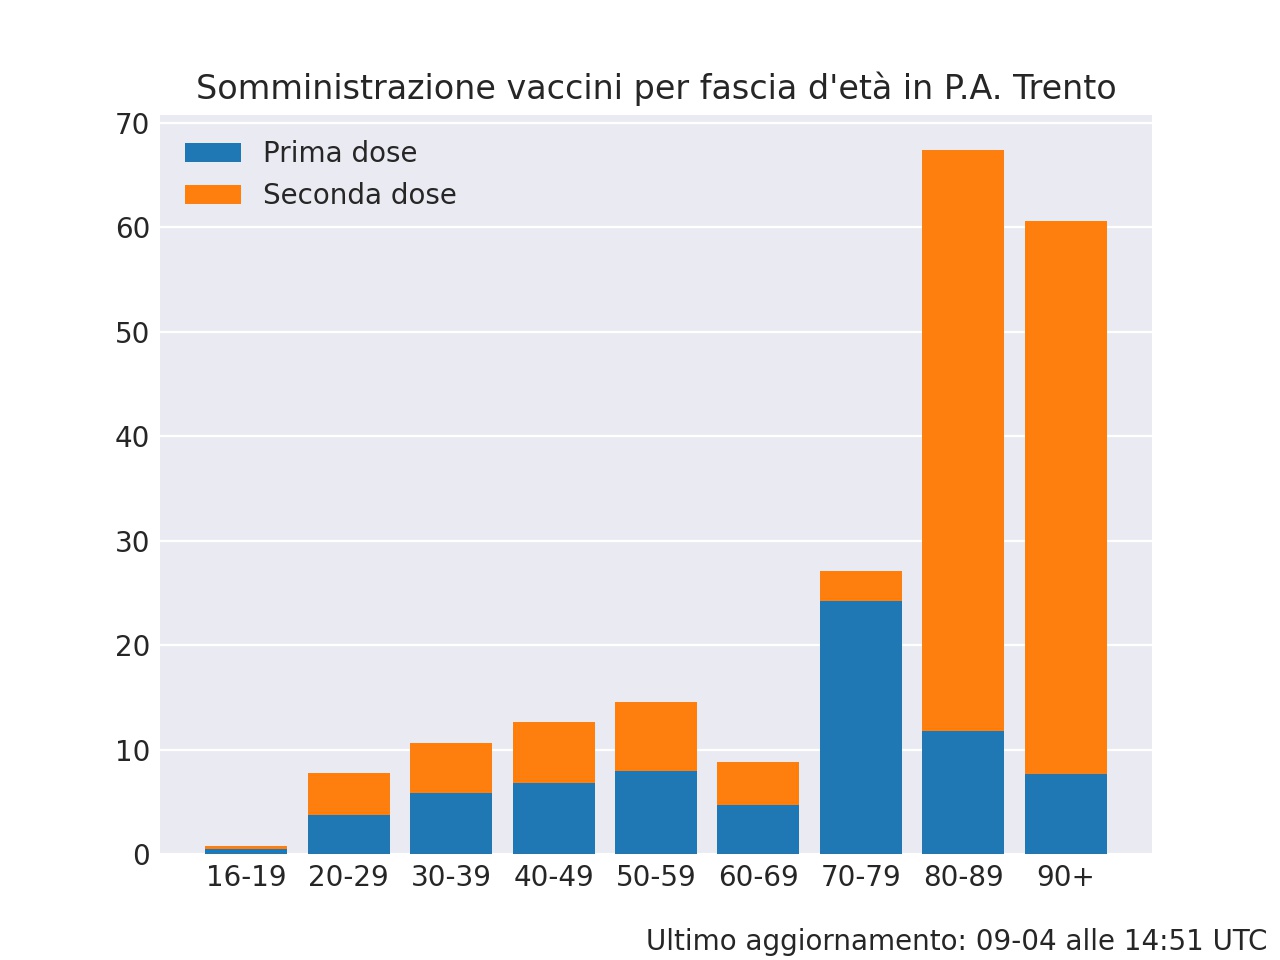 Somministrazione vaccini per fascia d'età in P.A. Trento
70
Prima dose
Seconda dose
60
50
40
30
20
10
0
16-19 20-29 30-39 40-49 50-59 60-69 70-79 80-89 90+
Ultimo aggiornamento: 09-04 alle 14:51 UTC